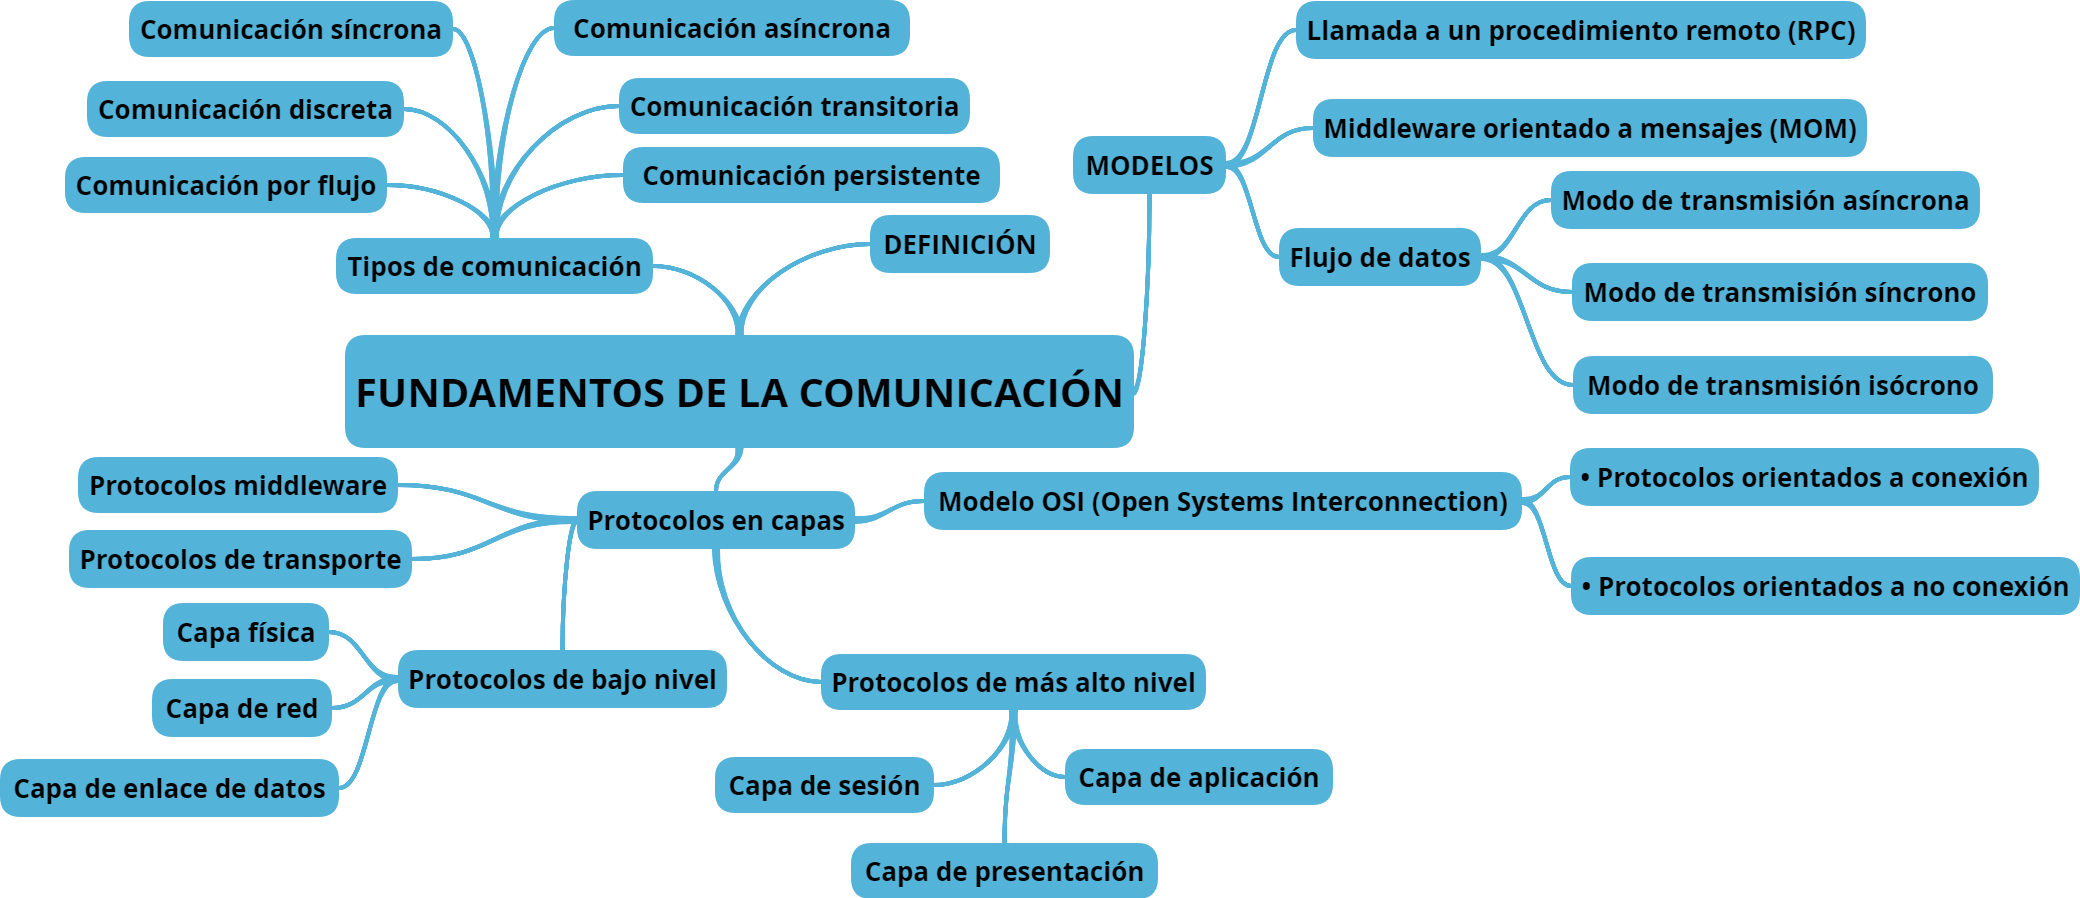 Comunicación síncrona
Comunicación asíncrona
Comunicación discreta
Comunicación transitoria
Comunicación por flujo
Comunicación persistente
Tipos de comunicación
DEFINICIÓN
MODELOS
Llamada a un procedimiento remoto (RPC)
Middleware orientado a mensajes (MOM)
Flujo de datos
Modo de transmisión asíncrona
Modo de transmisión síncrono
Modo de transmisión isócrono
FUNDAMENTOS DE LA COMUNICACIÓN
Protocolos en capas
Modelo OSI (Open Systems Interconnection)
• Protocolos orientados a conexión
• Protocolos orientados a no conexión
Protocolos middleware
Protocolos de transporte
Protocolos de bajo nivel
Capa física
Capa de red
Capa de enlace de datos
Protocolos de más alto nivel
Capa de sesión
Capa de aplicación
Capa de presentación